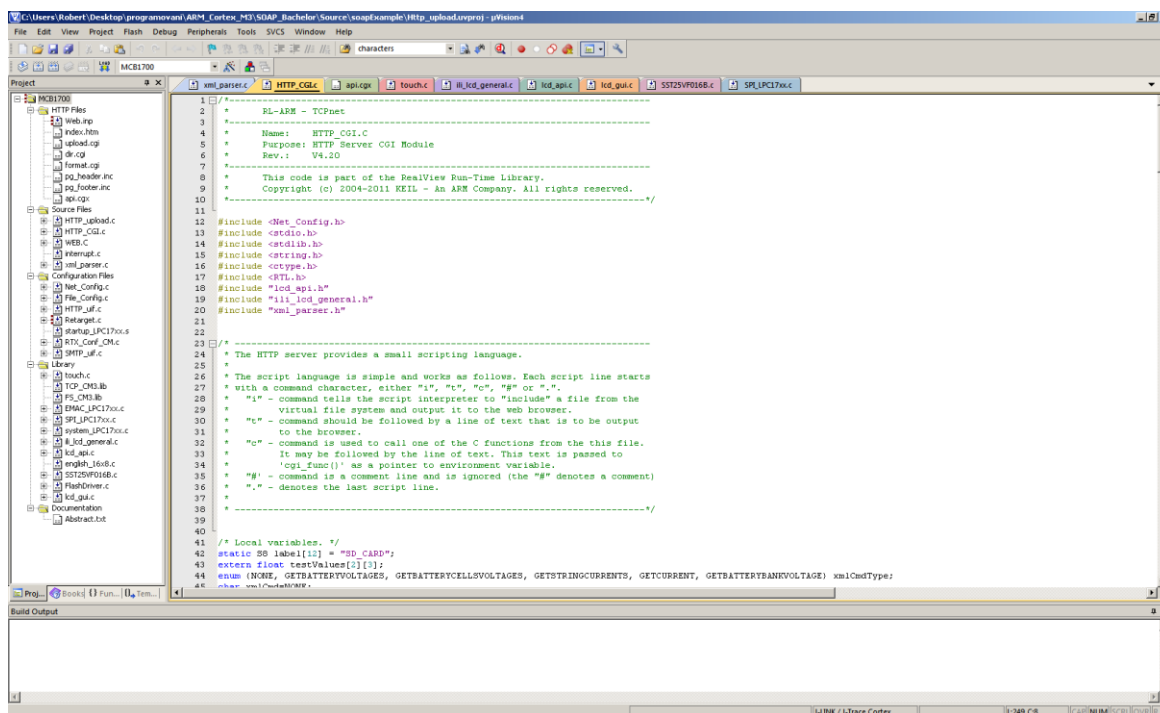 C:\Users\Robert\Desktop\programovani\ARM_Cortex_M3\SOAP_Bachelor\Source\soapExample\Http_upload.uvproj - µVision4
File Edit View Project Flash Debug Peripherals Tools SVCS Window Help
characters
MCB1700
Project
xml_parser.c HTTP_CGI.c api.cgx touch.c ili_lcd_general.c lcd_api.c lcd_gui.c SST25VF016B.c SPI_LPC17xx.c
MCB1700
HTTP Files
Web.inp
index.htm
upload.cgi
dir.cgi
format.cgi
pg_header.inc
pg_footer.inc
api.cgx
Source Files
HTTP_upload.c
HTTP_CGI.c
WEB.C
interrupt.c
xml_parser.c
Configuration Files
Net_Config.c
File_Config.c
HTTP_uif.c
Retarget.c
startup_LPC17xx.s
RTX_Conf_CM.c
SMTP_uif.c
Library
touch.c
TCP_CM3.lib
FS_CM3.lib
EMAC_LPC17xx.c
SPI_LPC17xx.c
system_LPC17xx.c
ili_lcd_general.c
lcd_api.c
english_16x8.c
SST25VF016B.c
FlashDriver.c
lcd_gui.c
Documentation
Abstract.txt
Proj... Books {} Fun... 0 Tem...
1 /*----------------------------------------------------------------------------
2 * RL-ARM - TCPnet
3 *----------------------------------------------------------------------------
4 * Name: HTTP_CGI.C
5 * Purpose: HTTP Server CGI Module
6 * Rev.: V4.20
7 *----------------------------------------------------------------------------
8 * This code is part of the RealView Run-Time Library.
9 * Copyright (c) 2004-2011 KEIL - An ARM Company. All rights reserved.
10 *---------------------------------------------------------------------------*/
11
12 #include <Net_Config.h>
13 #include <stdio.h>
14 #include <stdlib.h>
15 #include <string.h>
16 #include <ctype.h>
17 #include <RTL.h>
18 #include "lcd_api.h"
19 #include "ili_lcd_general.h"
20 #include "xml_parser.h"
21
22
23 /* ---------------------------------------------------------------------------
24 * The HTTP server provides a small scripting language.
25 *
26 * The script language is simple and works as follows. Each script line starts
27 * with a command character, either "i", "t", "c", "#" or ".".
28 * "i" - command tells the script interpreter to "include" a file from the
29 * virtual file system and output it to the web browser.
30 * "t" - command should be followed by a line of text that is to be output
31 * to the browser.
32 * "c" - command is used to call one of the C functions from the this file.
33 * It may be followed by the line of text. This text is passed to
34 * 'cgi_func()' as a pointer to environment variable.
35 * "#' - command is a comment line and is ignored (the "#" denotes a comment)
36 * "." - denotes the last script line.
37 *
38 * --------------------------------------------------------------------------*/
39
40
41 /* Local variables. */
42 static S8 label[12] = "SD_CARD";
43 extern float testValues[2][3];
44 enum {NONE, GETBATTERYVOLTAGES, GETBATTERYCELLSVOLTAGES, GETSTRINGCURRENTS, GETCURRENT, GETBATTERYBANKVOLTAGE} xmlCmdType;
45 char xmlCmd=NONE;
Build Output
J-LINK / J-Trace Cortex L:249 C:8 CAP NUM SCRL OVR R